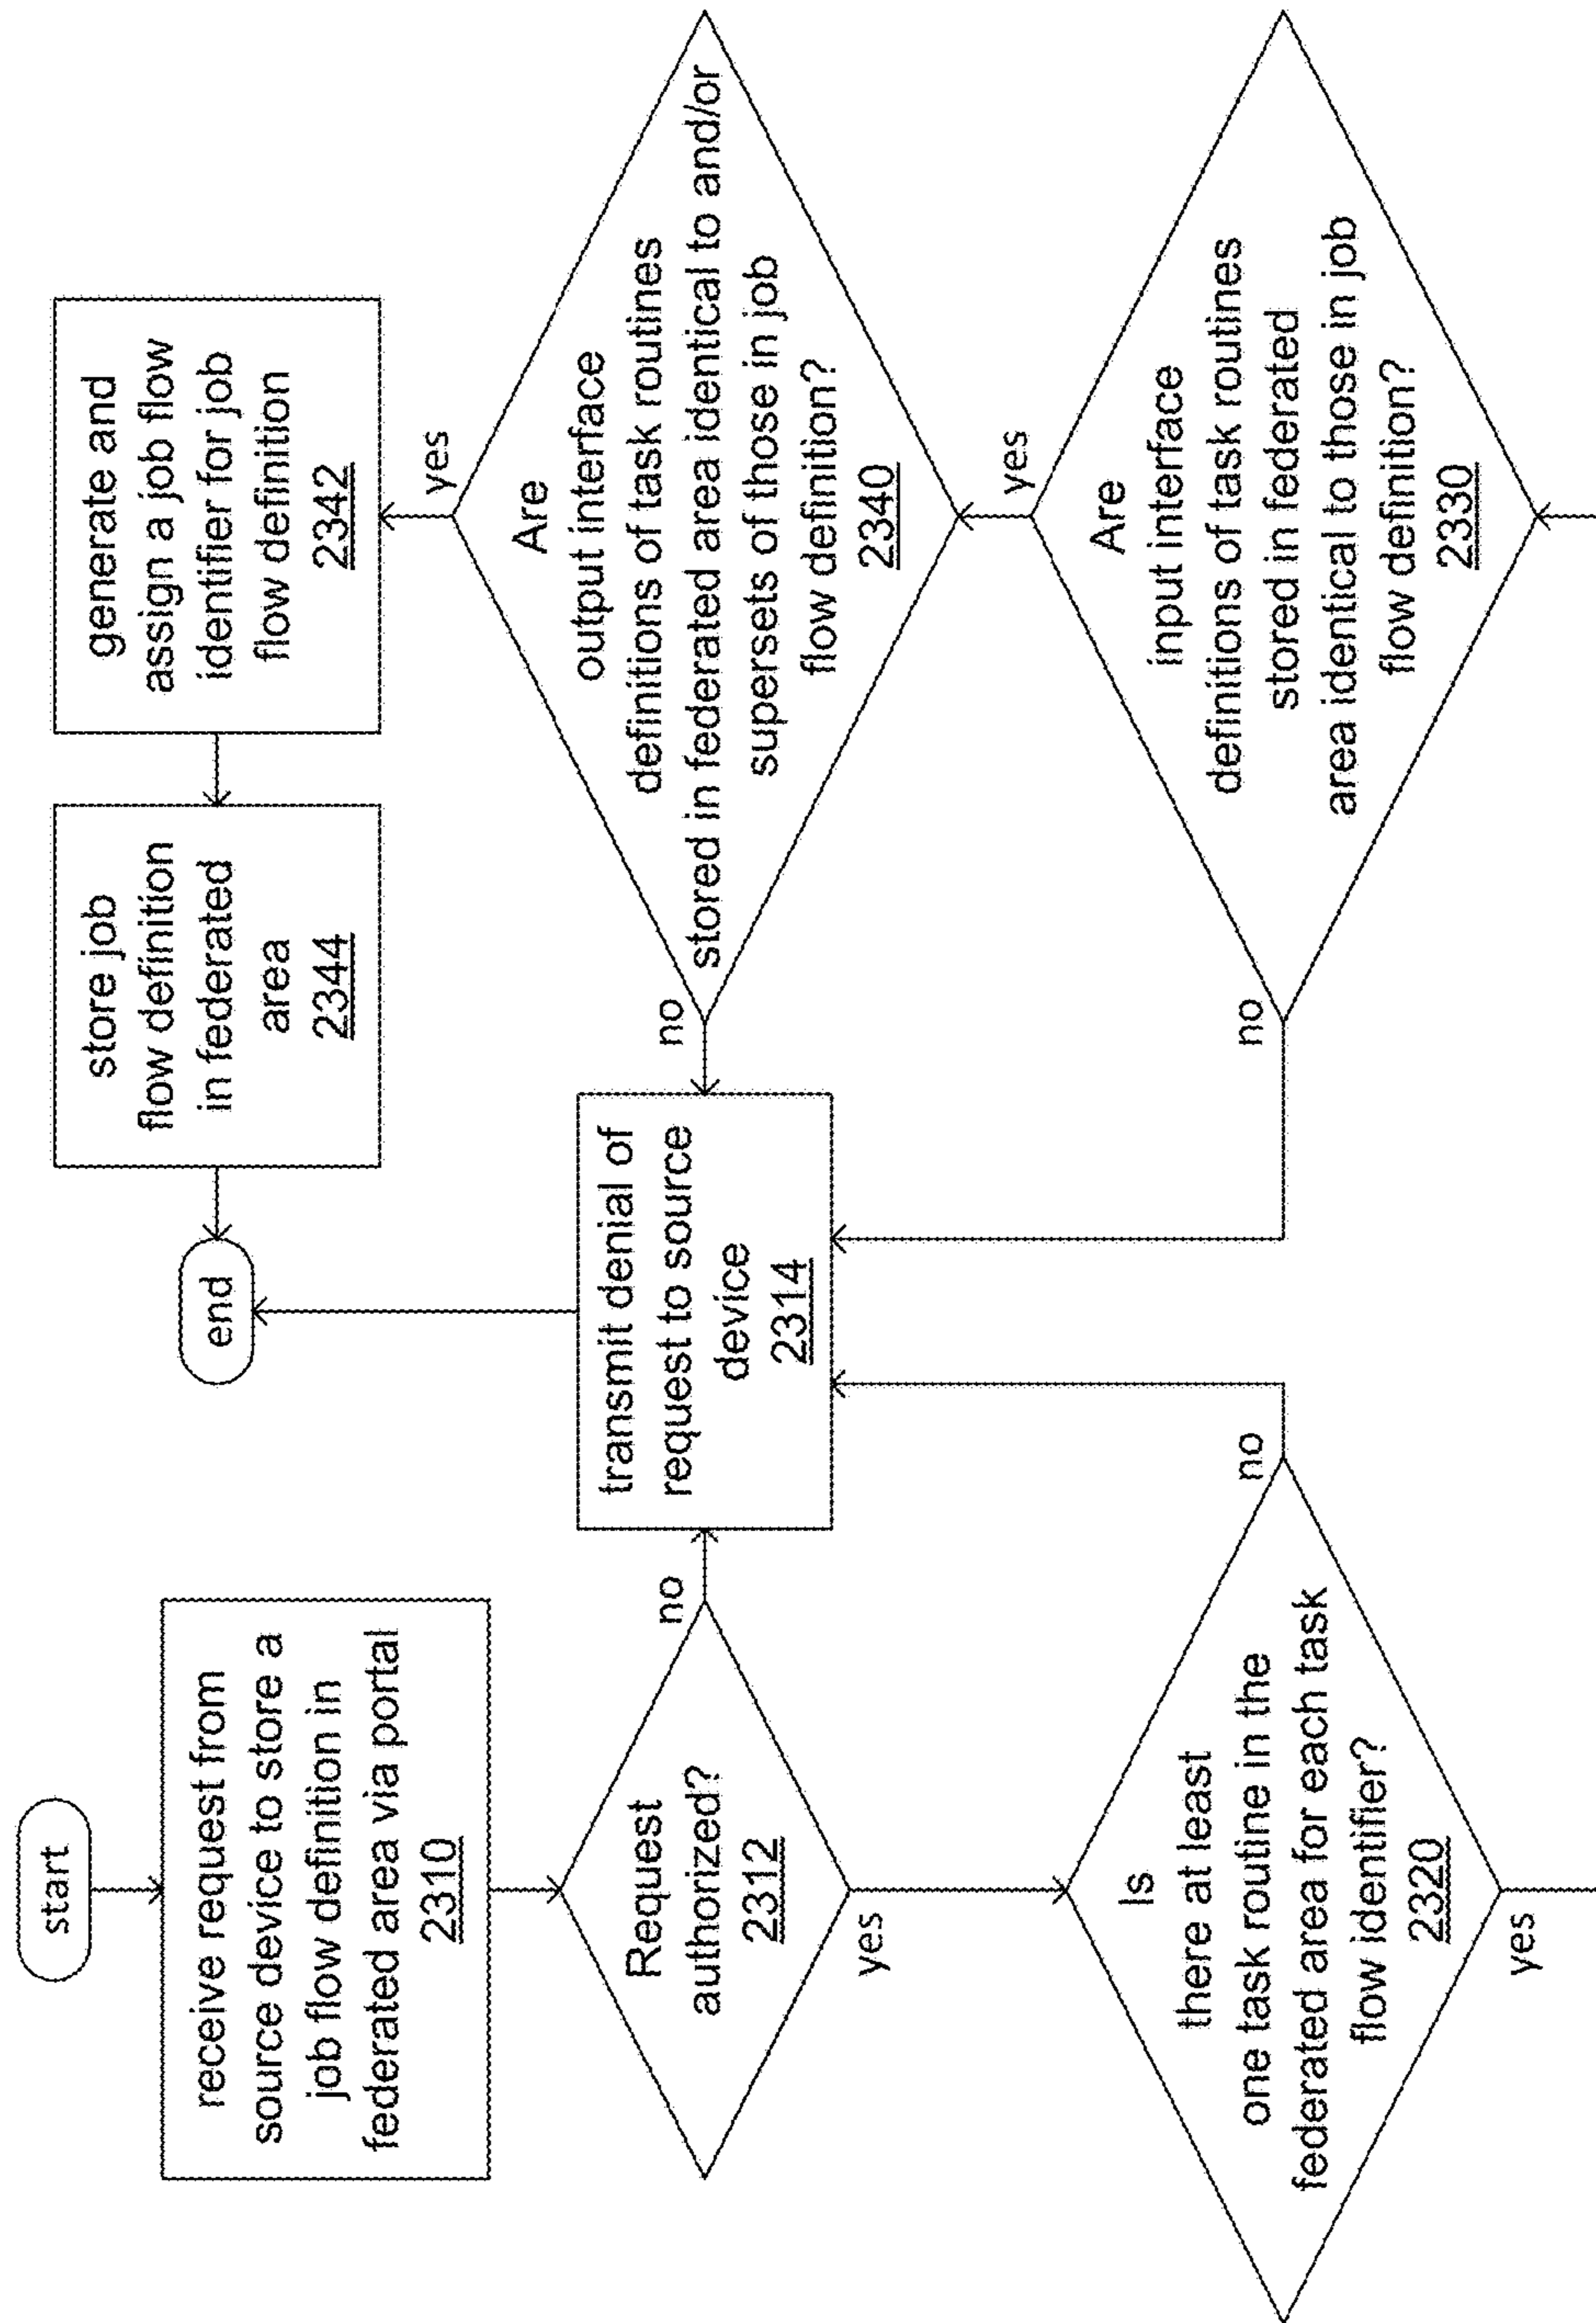 start
receive request from
source device to store a
job flow definition in
federated area via portal
2310
Request
authorized?
2312
no
yes
Is
there at least
one task routine in the
federated area for each task
flow identifier?
2320
no
yes
transmit denial of
request to source
device
2314
end
store job
flow definition
in federated
area
2344
generate and
assign a job flow
identifier for job
flow definition
2342
yes
Are
output interface
definitions of task routines
stored in federated area identical to and/or
supersets of those in job
flow definition?
2340
no
yes
Are
input interface
definitions of task routines
stored in federated
area identical to those in job
flow definition?
2330
no